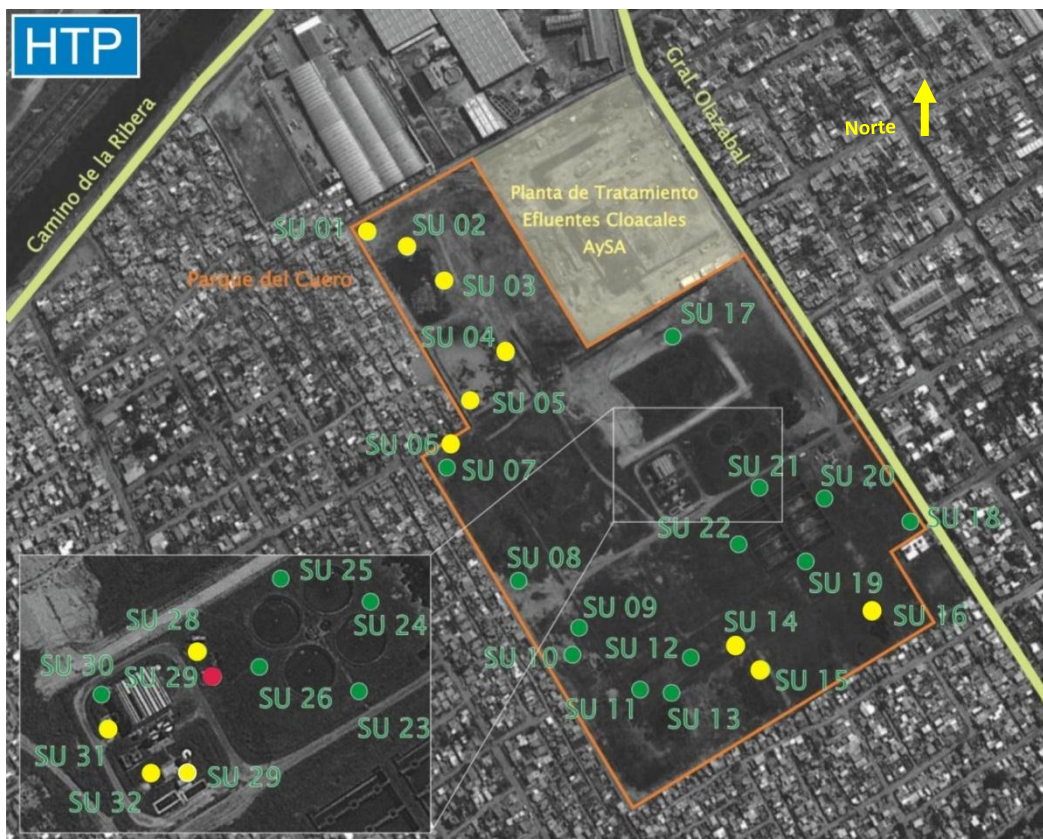 HTP
Camino de la Ribera
Gral. Olazábal
Norte
Planta de Tratamiento
Efluentes Cloacales
AySA
Parque del Cuero
SU 01
SU 02
SU 03
SU 04
SU 05
SU 06
SU 07
SU 17
SU 21
SU 20
SU 18
SU 22
SU 08
SU 19
SU 09
SU 16
SU 14
SU 10
SU 12
SU 15
SU 11
SU 13
SU 25
SU 28
SU 24
SU 30
SU 29
SU 26
SU 23
SU 31
SU 32
SU 29